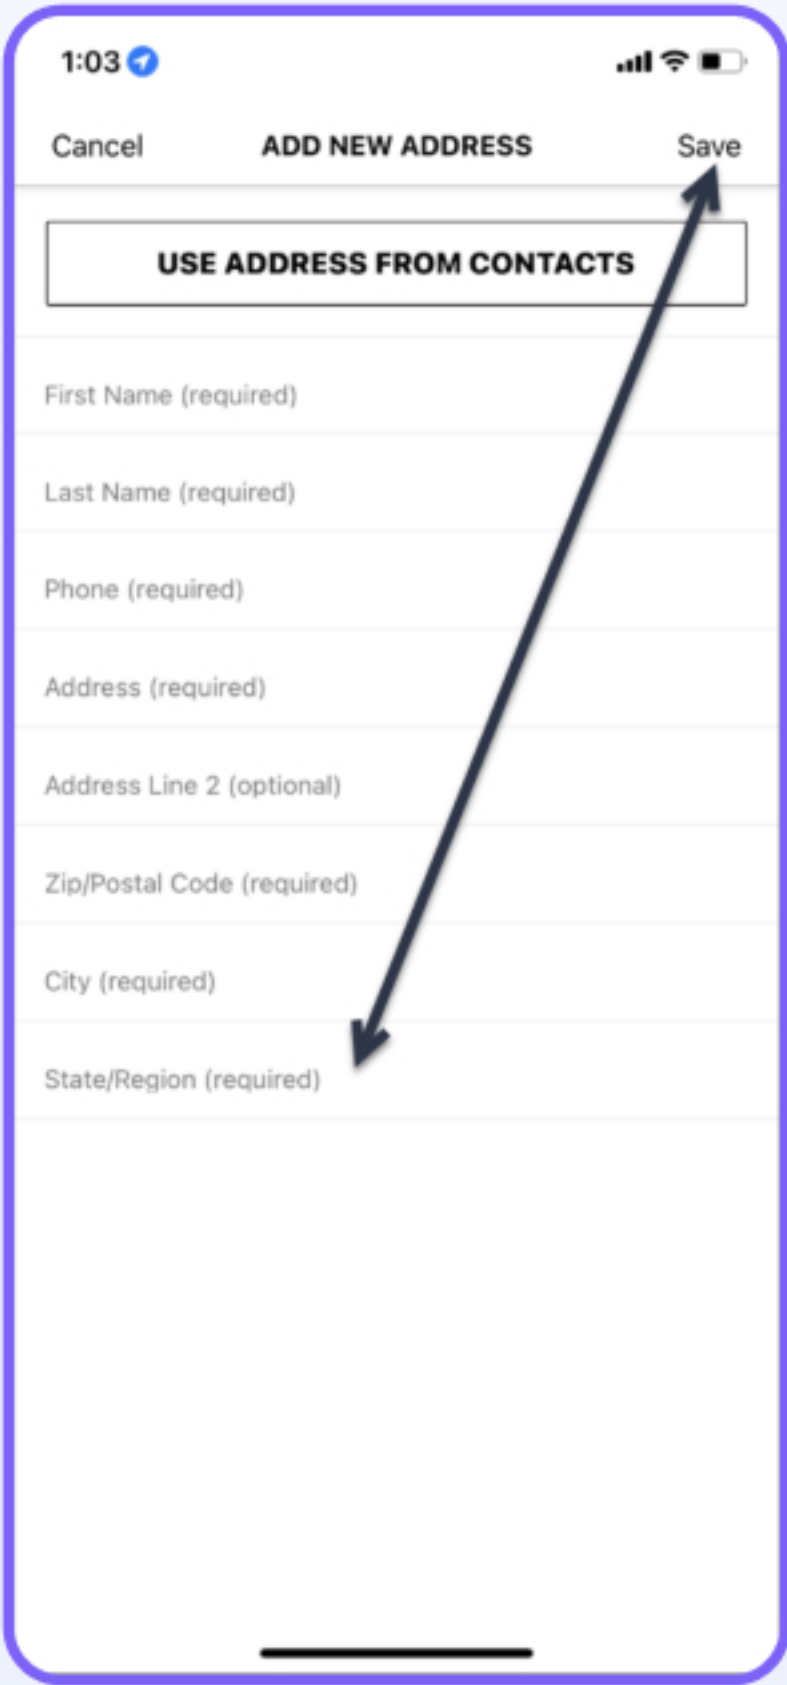 1:03
Cancel ADD NEW ADDRESS Save
USE ADDRESS FROM CONTACTS
First Name (required)
Last Name (required)
Phone (required)
Address (required)
Address Line 2 (optional)
Zip/Postal Code (required)
City (required)
State/Region (required)